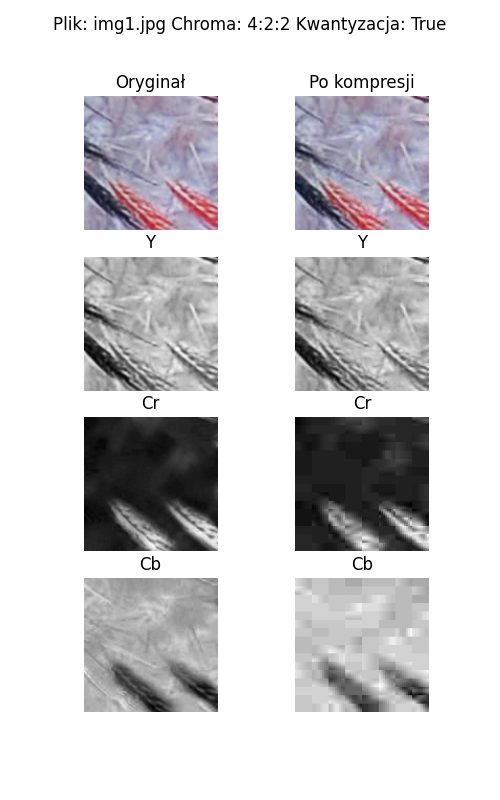 Plik: img1.jpg Chroma: 4:2:2 Kwantyzacja: True
Oryginał Po kompresji
Y Y
Cr Cr
Cb Cb